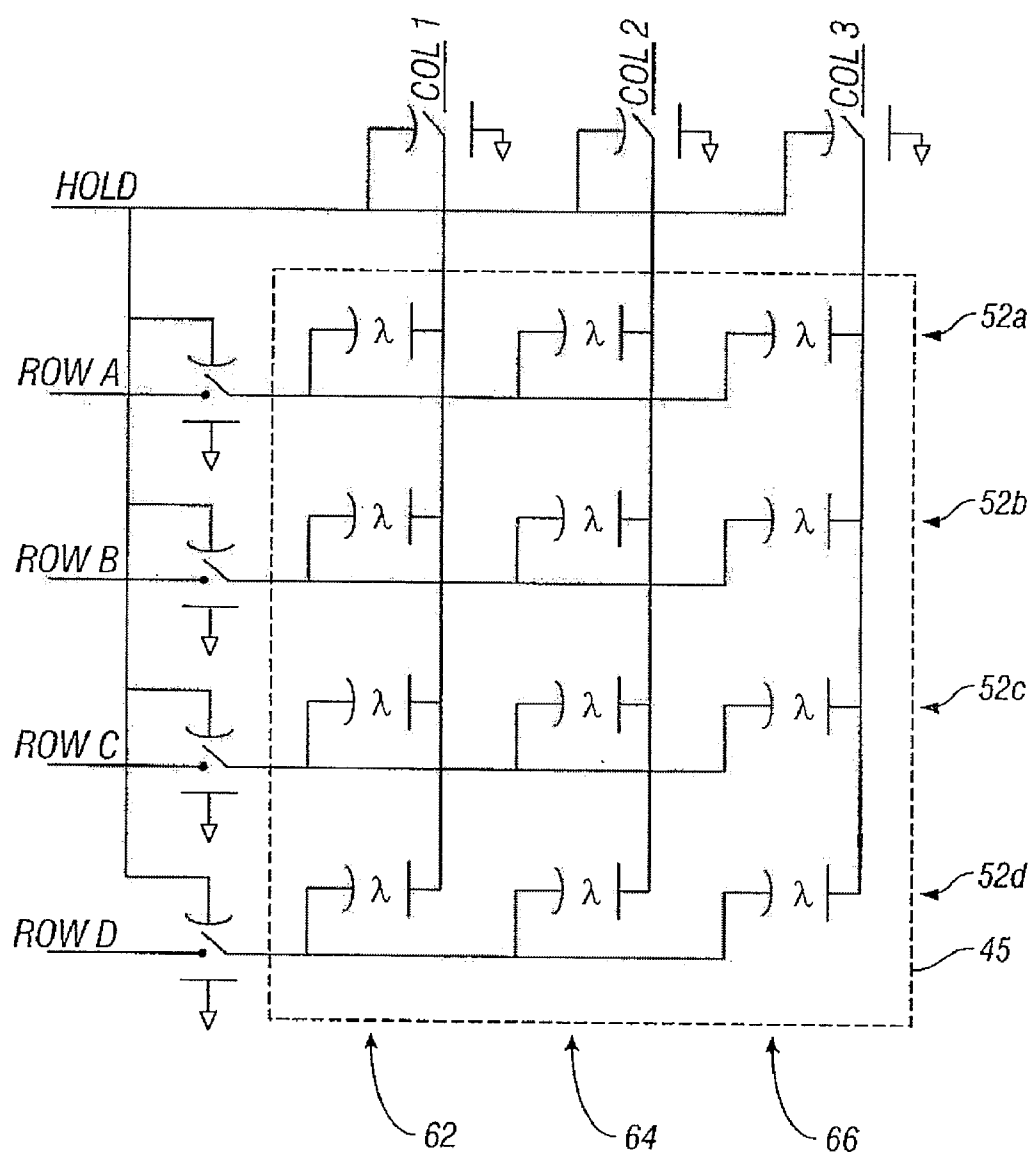 COL 1
COL 2
COL 3
HOLD
λ λ λ
52a
ROW A
λ λ λ
52b
ROW B
λ λ λ
52c
ROW C
λ λ λ
52d
ROW D
45
62
64
66